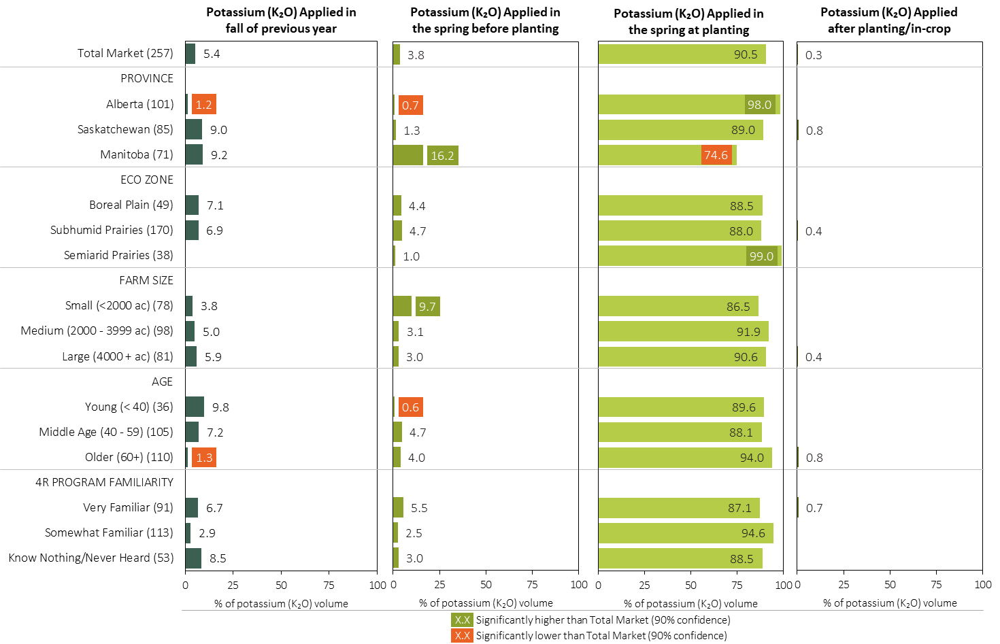 Potassium (K₂O) Applied in
fall of previous year
Potassium (K₂O) Applied in
the spring before planting
Potassium (K₂O) Applied in
the spring at planting
Potassium (K₂O) Applied
after planting/in-crop
Total Market (257) 5.4 3.8 90.5 0.3
PROVINCE
Alberta (101) 1.2 0.7 98.0
Saskatchewan (85) 9.0 1.3 89.0 0.8
Manitoba (71) 9.2 16.2 74.6
ECO ZONE
Boreal Plain (49) 7.1 4.4 88.5
Subhumid Prairies (170) 6.9 4.7 88.0 0.4
Semiarid Prairies (38) 1.0 99.0
FARM SIZE
Small (<2000 ac) (78) 3.8 9.7 86.5
Medium (2000 - 3999 ac) (98) 5.0 3.1 91.9
Large (4000 + ac) (81) 5.9 3.0 90.6 0.4
AGE
Young (< 40) (36) 9.8 0.6 89.6
Middle Age (40 - 59) (105) 7.2 4.7 88.1
Older (60+) (110) 1.3 4.0 94.0 0.8
4R PROGRAM FAMILIARITY
Very Familiar (91) 6.7 5.5 87.1 0.7
Somewhat Familiar (113) 2.9 2.5 94.6
Know Nothing/Never Heard (53) 8.5 3.0 88.5
0 25 50 75 100 0 25 50 75 100 0 25 50 75 100 0 25 50 75 100
% of potassium (K₂O) volume % of potassium (K₂O) volume % of potassium (K₂O) volume % of potassium (K₂O) volume
X.X Significantly higher than Total Market (90% confidence)
X.X Significantly lower than Total Market (90% confidence)